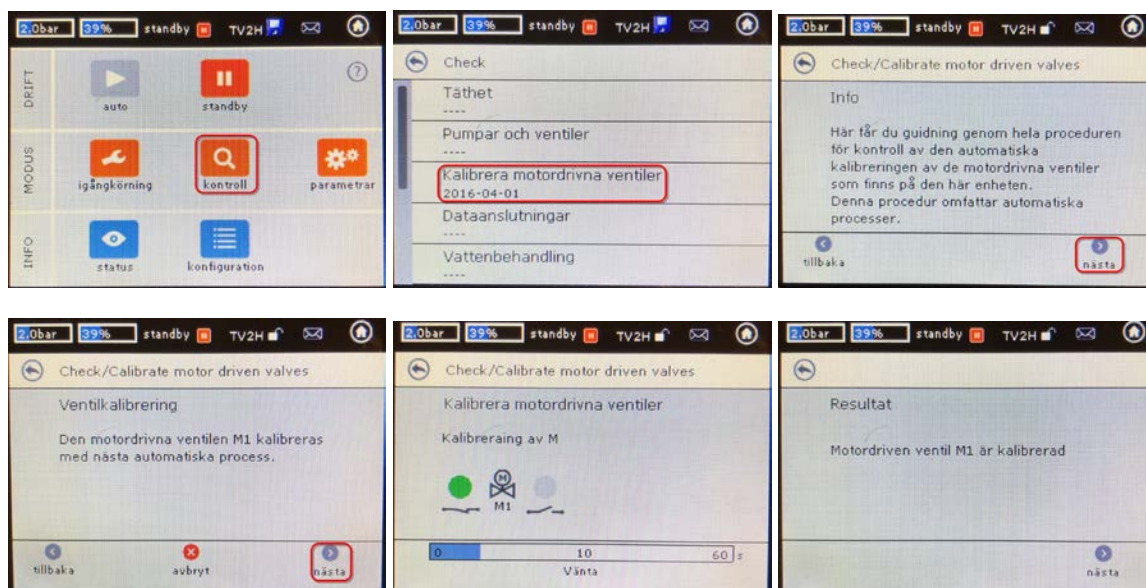 2.0bar 39% standby TV2H
DRIFT
auto standby
MODUS
igångkörning kontroll parametrar
INFO
status konfiguration
2.0bar 39% standby TV2H
Check
Täthet
----
Pumpar och ventiler
----
Kalibrera motordrivna ventiler
2016-04-01
Dataanslutningar
----
Vattenbehandling
----
2.0bar 39% standby TV2H
Check/Calibrate motor driven valves
Info
Här får du guidning genom hela proceduren
för kontroll av den automatiska
kalibreringen av de motordrivna ventiler
som finns på den här enheten.
Denna procedur omfattar automatiska
processer.
tillbaka nästa
2.0bar 39% standby TV2H
Check/Calibrate motor driven valves
Ventilkalibrering
Den motordrivna ventilen M1 kalibreras
med nästa automatiska process.
tillbaka avbryt nästa
2.0bar 39% standby TV2H
Check/Calibrate motor driven valves
Kalibrera motordrivna ventiler
Kalibreraing av M
M
M1
0 10 60 s
Vänta
2.0bar 39% standby TV2H
Resultat
Motordriven ventil M1 är kalibrerad
nästa